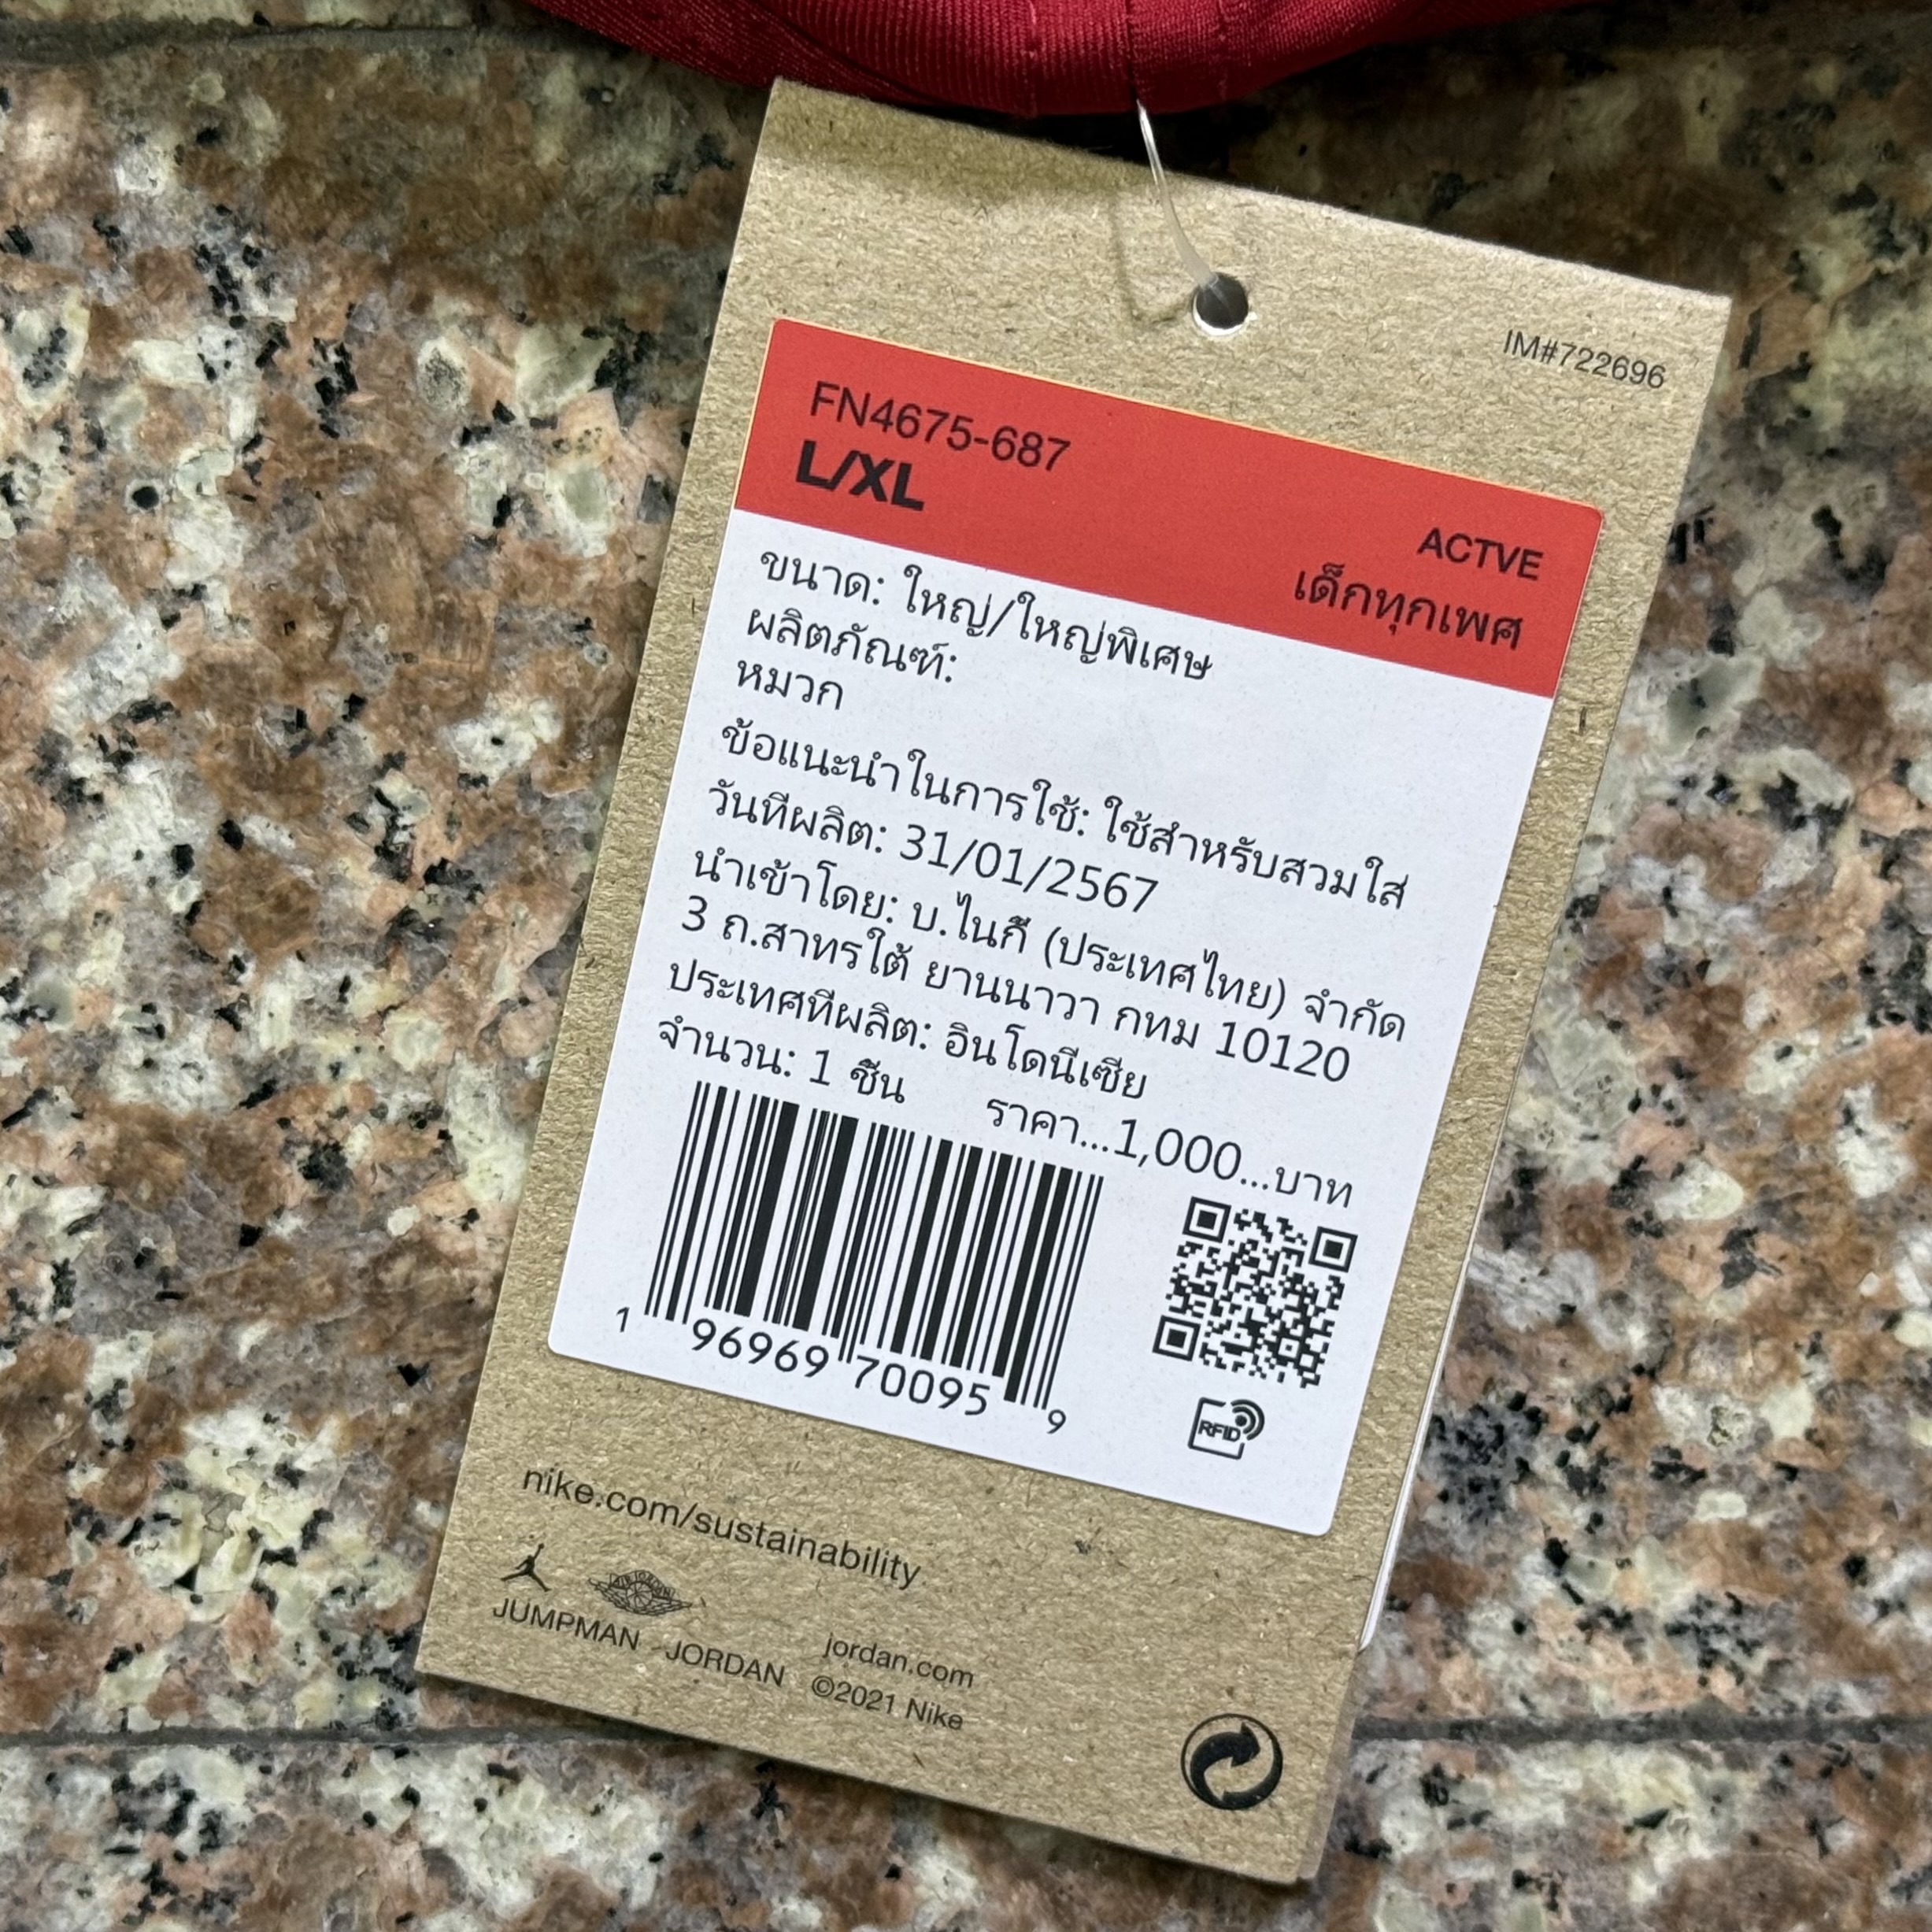 IM#722696
FN4675-687
L/XL
ACTVE
เด็กทุกเพศ
ขนาด: ใหญ่/ใหญ่พิเศษ
ผลิตภัณฑ์:
หมวก
ข้อแนะนำในการใช้: ใช้สำหรับสวมใส่
วันที่ผลิต: 31/01/2567
นำเข้าโดย: บ.ไนกี้ (ประเทศไทย) จำกัด
3 ถ.สาทรใต้ ยานนาวา กทม 10120
ประเทศที่ผลิต: อินโดนีเซีย
จำนวน: 1 ชิ้น ราคา...1,000...บาท
1 96969 70095 9
RFID
nike.com/sustainability
AIR JORDAN
JUMPMAN JORDAN
jordan.com
©2021 Nike